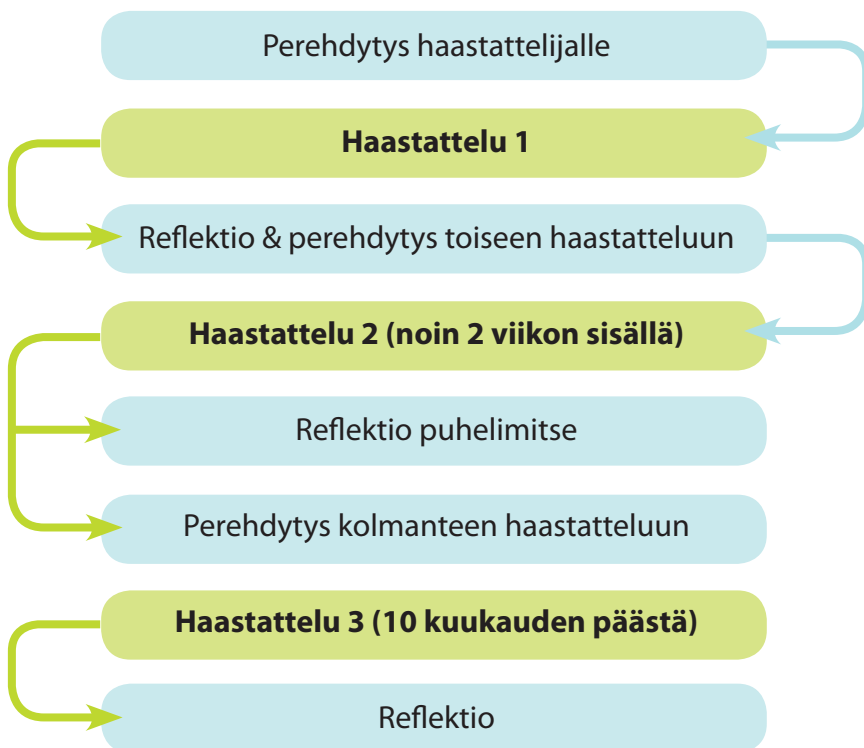 Perehdytys haastattelijalle
Haastattelu 1
Reflektio & perehdytys toiseen haastatteluun
Haastattelu 2 (noin 2 viikon sisällä)
Reflektio puhelimitse
Perehdytys kolmanteen haastatteluun
Haastattelu 3 (10 kuukauden päästä)
Reflektio